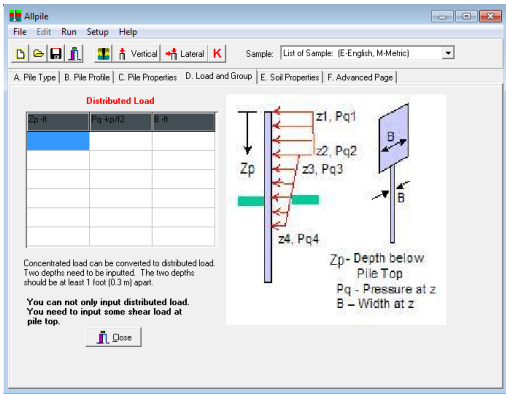 Allpile
File Edit Run Setup Help
Vertical Lateral K Sample: List of Sample: (E-English, M-Metric)
A. Pile Type B. Pile Profile C. Pile Properties D. Load and Group E. Soil Properties F. Advanced Page
Distributed Load
Zp -ft Pq -kp/f2 B -ft
Concentrated load can be converted to distributed load.
Two depths need to be inputted. The two depths
should be at least 1 foot (0.3 m) apart.
You can not only input distributed load.
You need to input some shear load at
pile top.
Close
z1, Pq1
z2, Pq2
Zp
z3, Pq3
z4, Pq4
B
B
Zp- Depth below
Pile Top
Pq - Pressure at z
B – Width at z